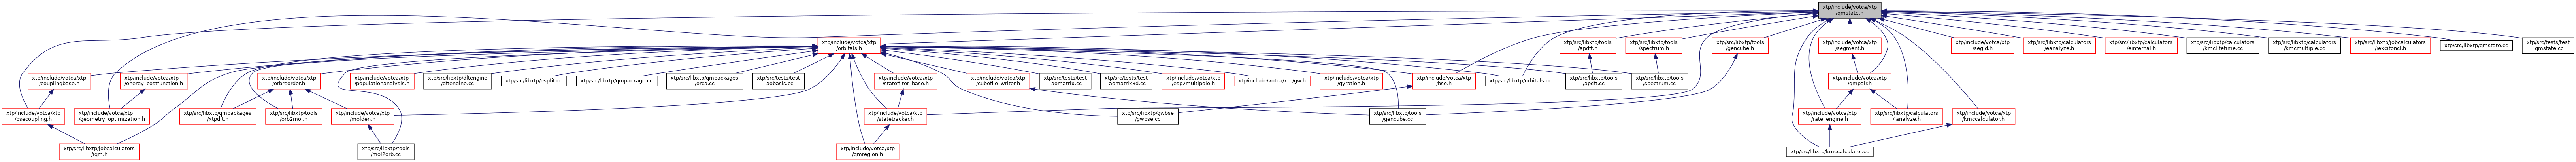 xtp/include/votca/xtp
/qmstate.h
xtp/include/votca/xtp
/orbitals.h
xtp/src/libxtp/tools
/apdft.h
xtp/src/libxtp/tools
/spectrum.h
xtp/src/libxtp/tools
/gencube.h
xtp/include/votca/xtp
/segment.h
xtp/include/votca/xtp
/segid.h
xtp/src/libxtp/calculators
/eanalyze.h
xtp/src/libxtp/calculators
/einternal.h
xtp/src/libxtp/calculators
/kmclifetime.cc
xtp/src/libxtp/calculators
/kmcmultiple.cc
xtp/src/libxtp/jobcalculators
/eqm.h
xtp/src/libxtp/qmstate.cc
xtp/src/tests/test
_qmstate.cc
xtp/include/votca/xtp
/couplingbase.h
xtp/include/votca/xtp
/energy_costfunction.h
xtp/include/votca/xtp
/orbreorder.h
xtp/include/votca/xtp
/populationanalysis.h
xtp/src/libxtp/dftengine
/dftengine.cc
xtp/src/libxtp/espfit.cc
xtp/src/libxtp/qmpackage.cc
xtp/src/libxtp/qmpackages
/orca.cc
xtp/src/tests/test
_aobasis.cc
xtp/include/votca/xtp
/statefilter_base.h
xtp/include/votca/xtp
/cubefile_writer.h
xtp/src/tests/test
_aomatrix.cc
xtp/src/tests/test
_aomatrix3d.cc
xtp/include/votca/xtp
/esp2multipole.h
xtp/include/votca/xtp/gw.h
xtp/include/votca/xtp
/gyration.h
xtp/include/votca/xtp
/bse.h
xtp/src/libxtp/orbitals.cc
xtp/src/libxtp/tools
/apdft.cc
xtp/src/libxtp/tools
/spectrum.cc
xtp/include/votca/xtp
/qmpair.h
xtp/include/votca/xtp
/bsecoupling.h
xtp/include/votca/xtp
/geometry_optimization.h
xtp/src/libxtp/qmpackages
/xtpdft.h
xtp/src/libxtp/tools
/orb2mol.h
xtp/include/votca/xtp
/molden.h
xtp/include/votca/xtp
/statetracker.h
xtp/src/libxtp/gwbse
/gwbse.cc
xtp/src/libxtp/tools
/gencube.cc
xtp/include/votca/xtp
/rate_engine.h
xtp/src/libxtp/calculators
/ianalyze.h
xtp/include/votca/xtp
/kmccalculator.h
xtp/src/libxtp/jobcalculators
/iqm.h
xtp/src/libxtp/tools
/mol2orb.cc
xtp/include/votca/xtp
/qmregion.h
xtp/src/libxtp/kmccalculator.cc